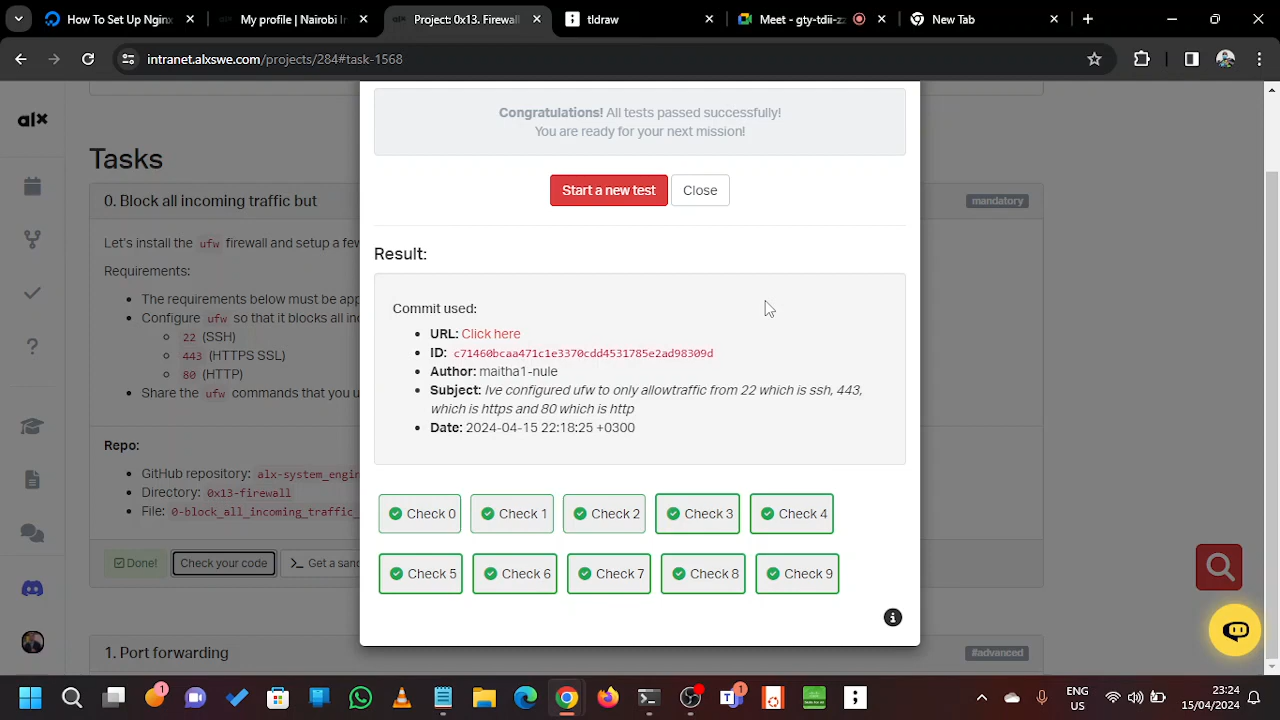 How To Set Up Nginx
My profile | Nairobi I
Project 0x13. Firewall
tldraw
Meet - gty-tdii-zz
New Tab
intranet.alxswe.com/projects/284#task-1568
alx
Tasks
0. Block all incoming traffic but
mandatory
Let's install the ufw firewall and setup a few
Requirements:
The requirements below must be app
Configure ufw so that it blocks all inc
22 (SSH)
443 (HTTPS SSL)
80 (HTTP)
Share the ufw commands that you u
Repo:
GitHub repository: alx-system_engin
Directory: 0x13-firewall
File: 0-block_all_incoming_traffic_
Done!
Check your code
Get a sand
1. Port forwarding
#advanced
Congratulations! All tests passed successfully!
You are ready for your next mission!
Start a new test
Close
Result:
Commit used:
URL: Click here
ID: c71460bcaa471c1e3370cdd4531785e2ad98309d
Author: maitha1-nule
Subject: Ive configured ufw to only allowtraffic from 22 which is ssh, 443,
which is https and 80 which is http
Date: 2024-04-15 22:18:25 +0300
Check 0
Check 1
Check 2
Check 3
Check 4
Check 5
Check 6
Check 7
Check 8
Check 9
ENG
US
23:22
15/04/2024